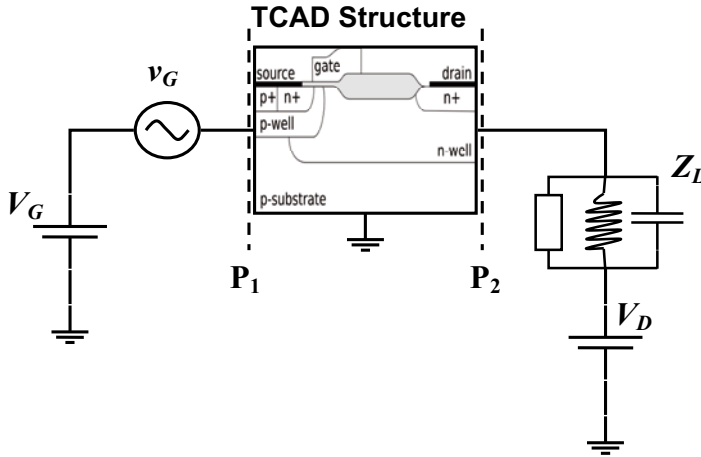 TCAD Structure
v_G
source
gate
drain
p+
n+
n+
p-well
n-well
p-substrate
V_G
Z_L
P_1
P_2
V_D